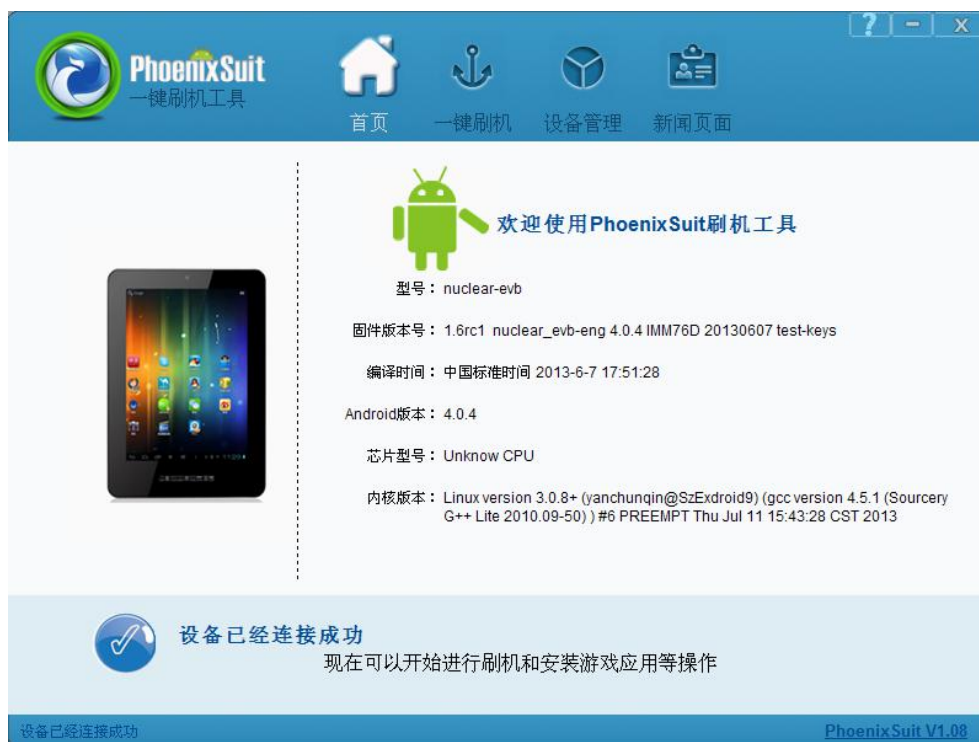 ? - x
PhoenixSuit
一键刷机工具
首页 一键刷机 设备管理 新闻页面
欢迎使用PhoenixSuit刷机工具
型号： nuclear-evb
固件版本号： 1.6rc1 nuclear_evb-eng 4.0.4 IMM76D 20130607 test-keys
编译时间： 中国标准时间 2013-6-7 17:51:28
Android版本： 4.0.4
芯片型号： Unknow CPU
内核版本： Linux version 3.0.8+ (yanchunqin@SzExdroid9) (gcc version 4.5.1 (Sourcery
G++ Lite 2010.09-50) ) #6 PREEMPT Thu Jul 11 15:43:28 CST 2013
设备已经连接成功
现在可以开始进行刷机和安装游戏应用等操作
设备已经连接成功
PhoenixSuit V1.08